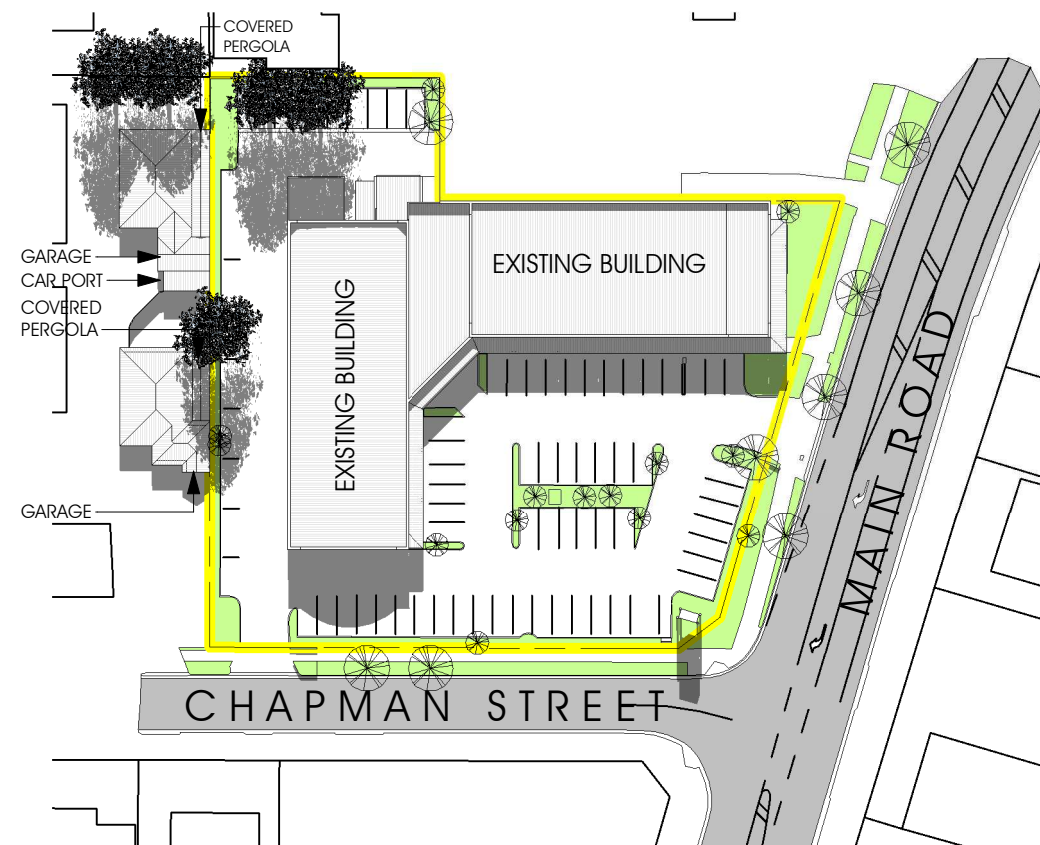 COVERED
PERGOLA
GARAGE
CAR PORT
COVERED
PERGOLA
GARAGE
EXISTING BUILDING
EXISTING BUILDING
MAIN ROAD
CHAPMAN STREET